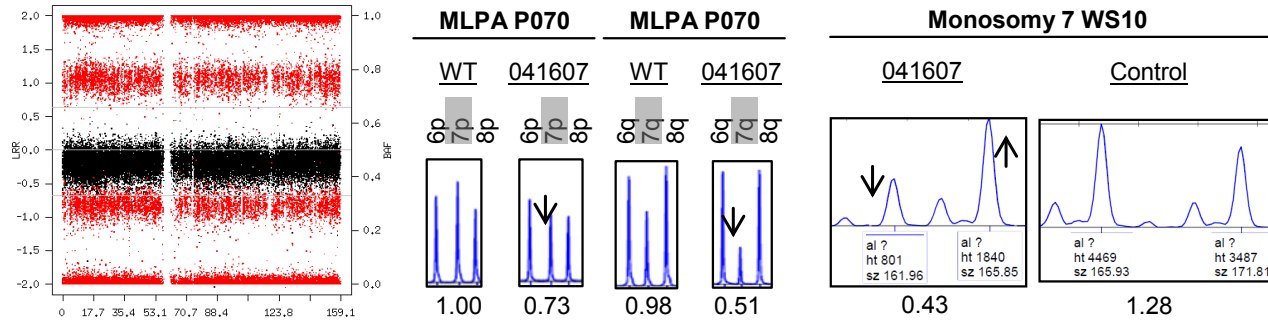 MLPA P070
MLPA P070
Monosomy 7 WS10
WT
041607
WT
041607
041607
Control
6p 7p 8p
6p 7p 8p
6q 7q 8q
6q 7q 8q
2.0
1.5
1.0
0.5
0.0
-0.5
-1.0
-1.5
-2.0
LRR
1.0
0.8
0.6
0.4
0.2
0.0
BAF
0
17.7
35.4
53.1
70.7
88.4
123.8
159.1
al ?
ht 801
sz 161.96
al ?
ht 1840
sz 165.85
al ?
ht 4469
sz 165.93
al ?
ht 3487
sz 171.81
1.00
0.73
0.98
0.51
0.43
1.28